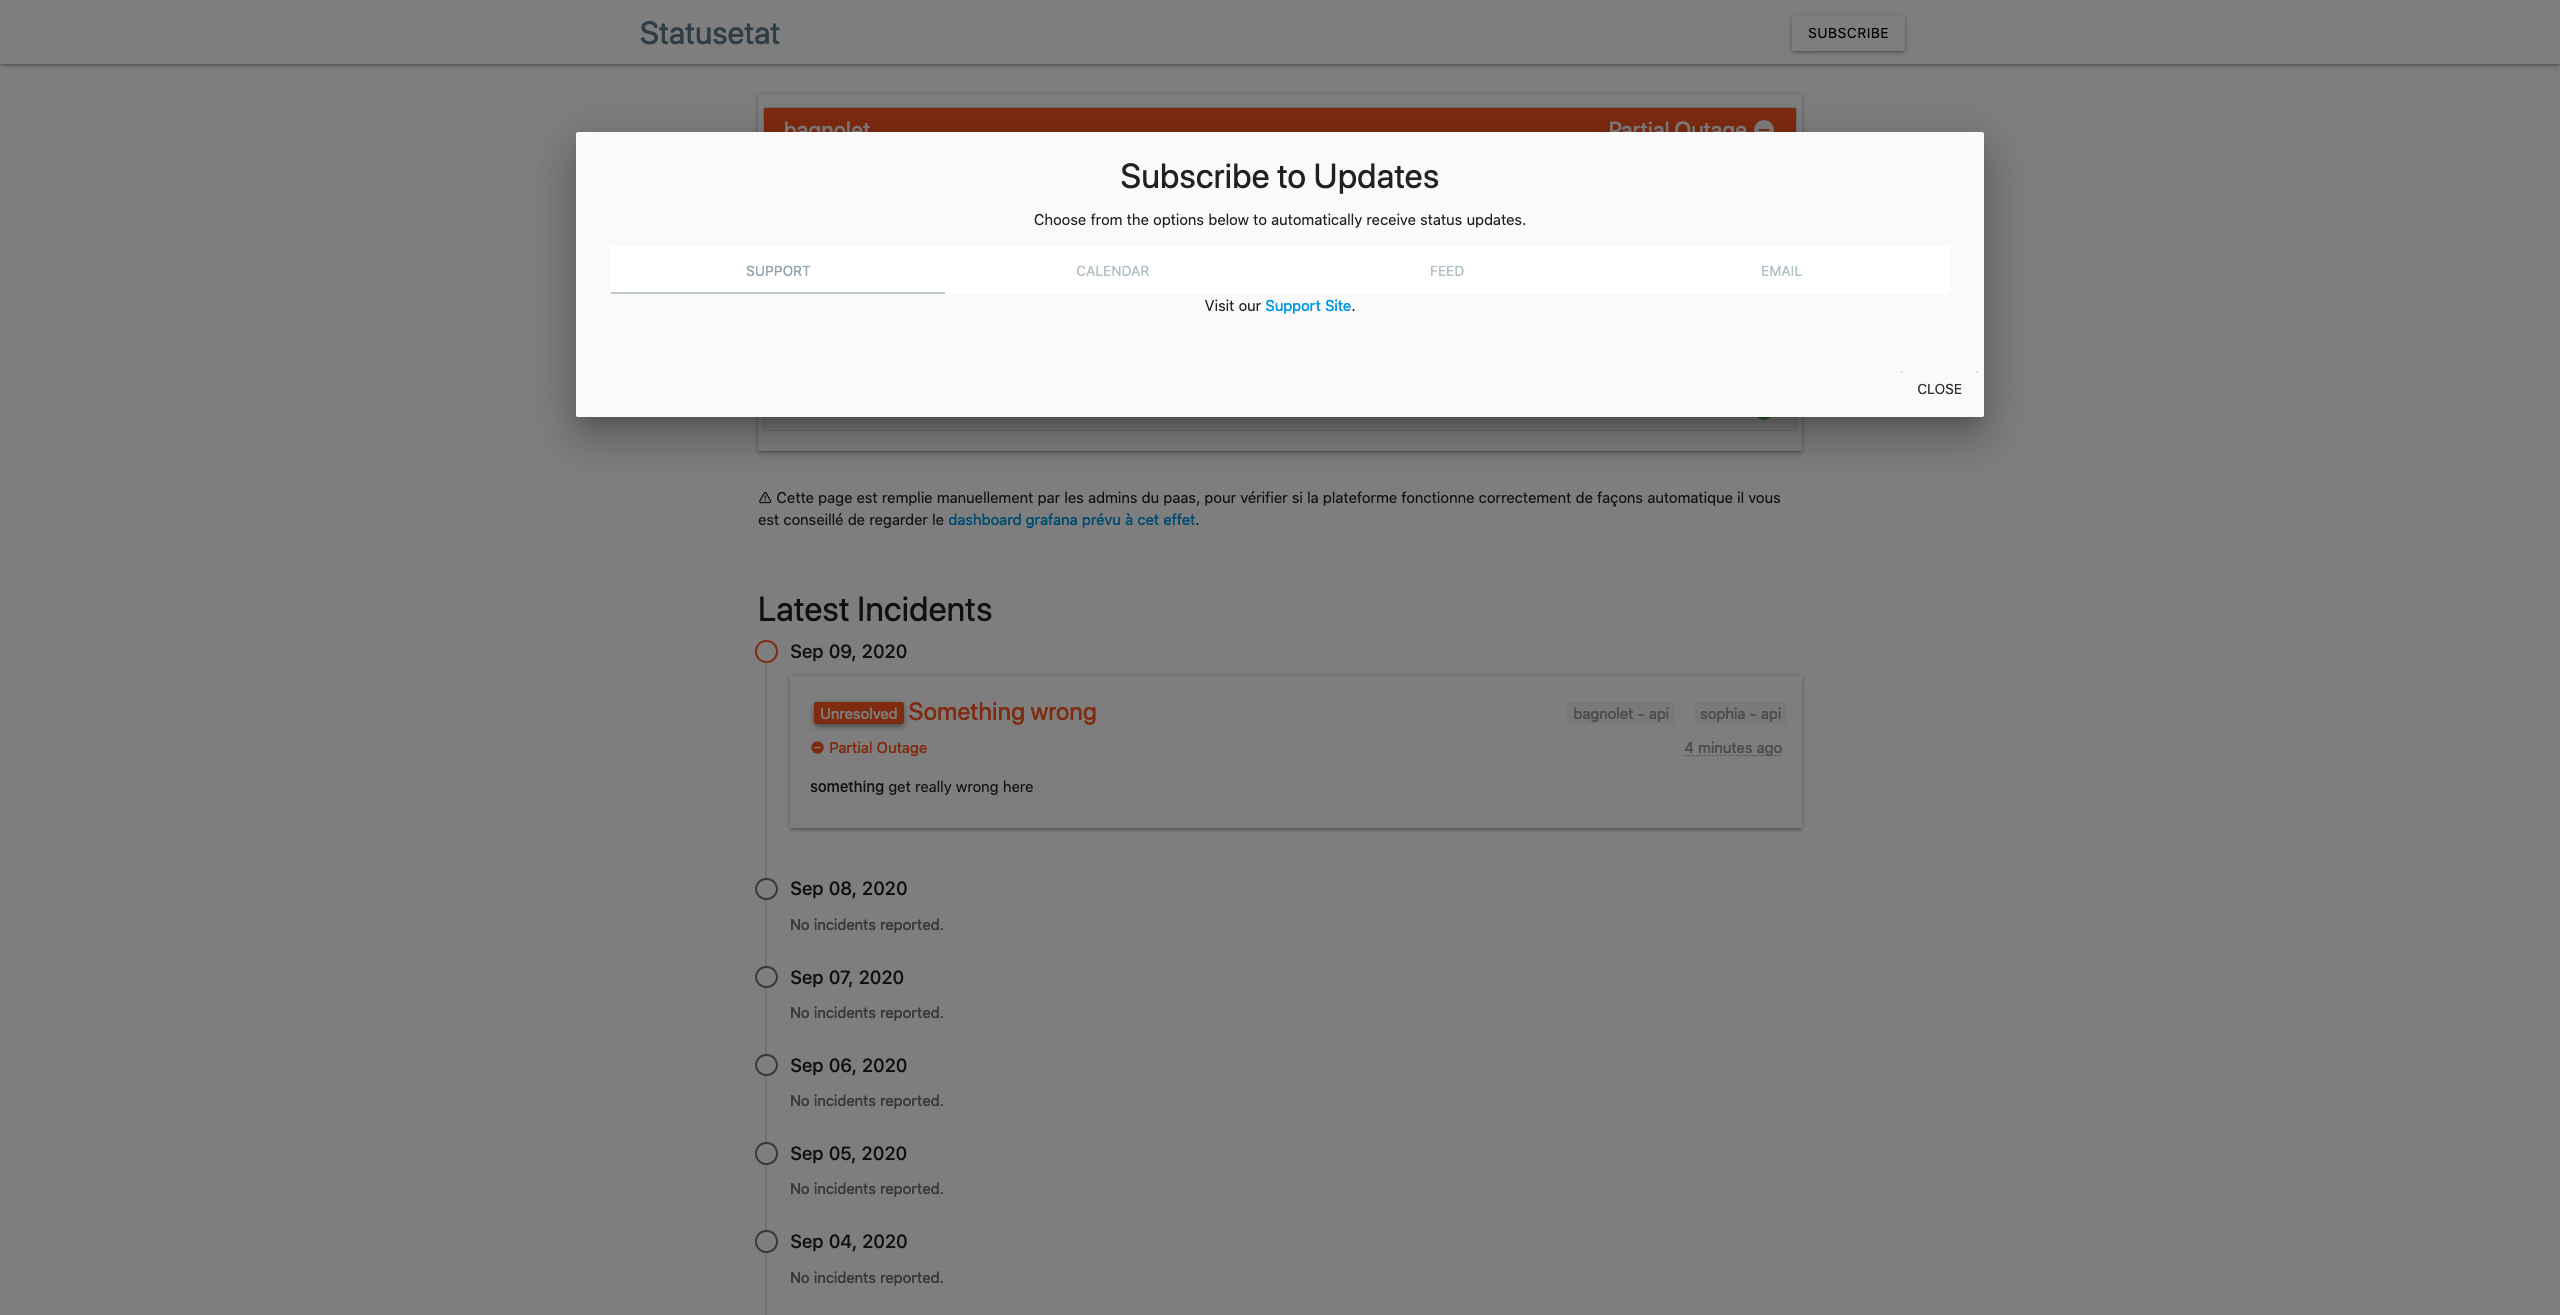 Statusetat
SUBSCRIBE
bagnolet
Partial Outage
Subscribe to Updates
Choose from the options below to automatically receive status updates.
SUPPORT
CALENDAR
FEED
EMAIL
Visit our Support Site.
CLOSE
⚠ Cette page est remplie manuellement par les admins du paas, pour vérifier si la plateforme fonctionne correctement de façons automatique il vous
est conseillé de regarder le dashboard grafana prévu à cet effet.
Latest Incidents
Sep 09, 2020
Unresolved Something wrong
bagnolet - api
sophia - api
Partial Outage
4 minutes ago
something get really wrong here
Sep 08, 2020
No incidents reported.
Sep 07, 2020
No incidents reported.
Sep 06, 2020
No incidents reported.
Sep 05, 2020
No incidents reported.
Sep 04, 2020
No incidents reported.